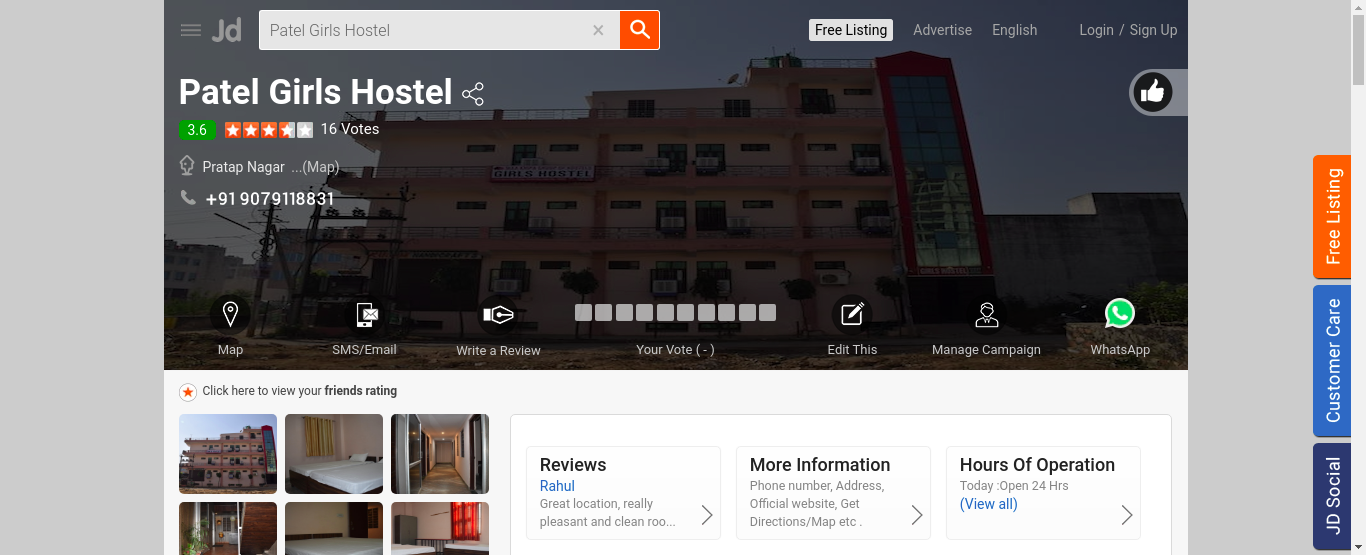 Jd
Patel Girls Hostel
Free Listing
Advertise
English
Login / Sign Up
Patel Girls Hostel
3.6
16 Votes
Pratap Nagar ...(Map)
+91 9079118831
GIRLS HOSTEL
GIRLS HOSTEL
Map
SMS/Email
Write a Review
Your Vote ( - )
Edit This
Manage Campaign
WhatsApp
Click here to view your friends rating
Reviews
Rahul
Great location, really
pleasant and clean roo...
More Information
Phone number, Address,
Official website, Get
Directions/Map etc .
Hours Of Operation
Today :Open 24 Hrs
(View all)
Free Listing
Customer Care
JD Social